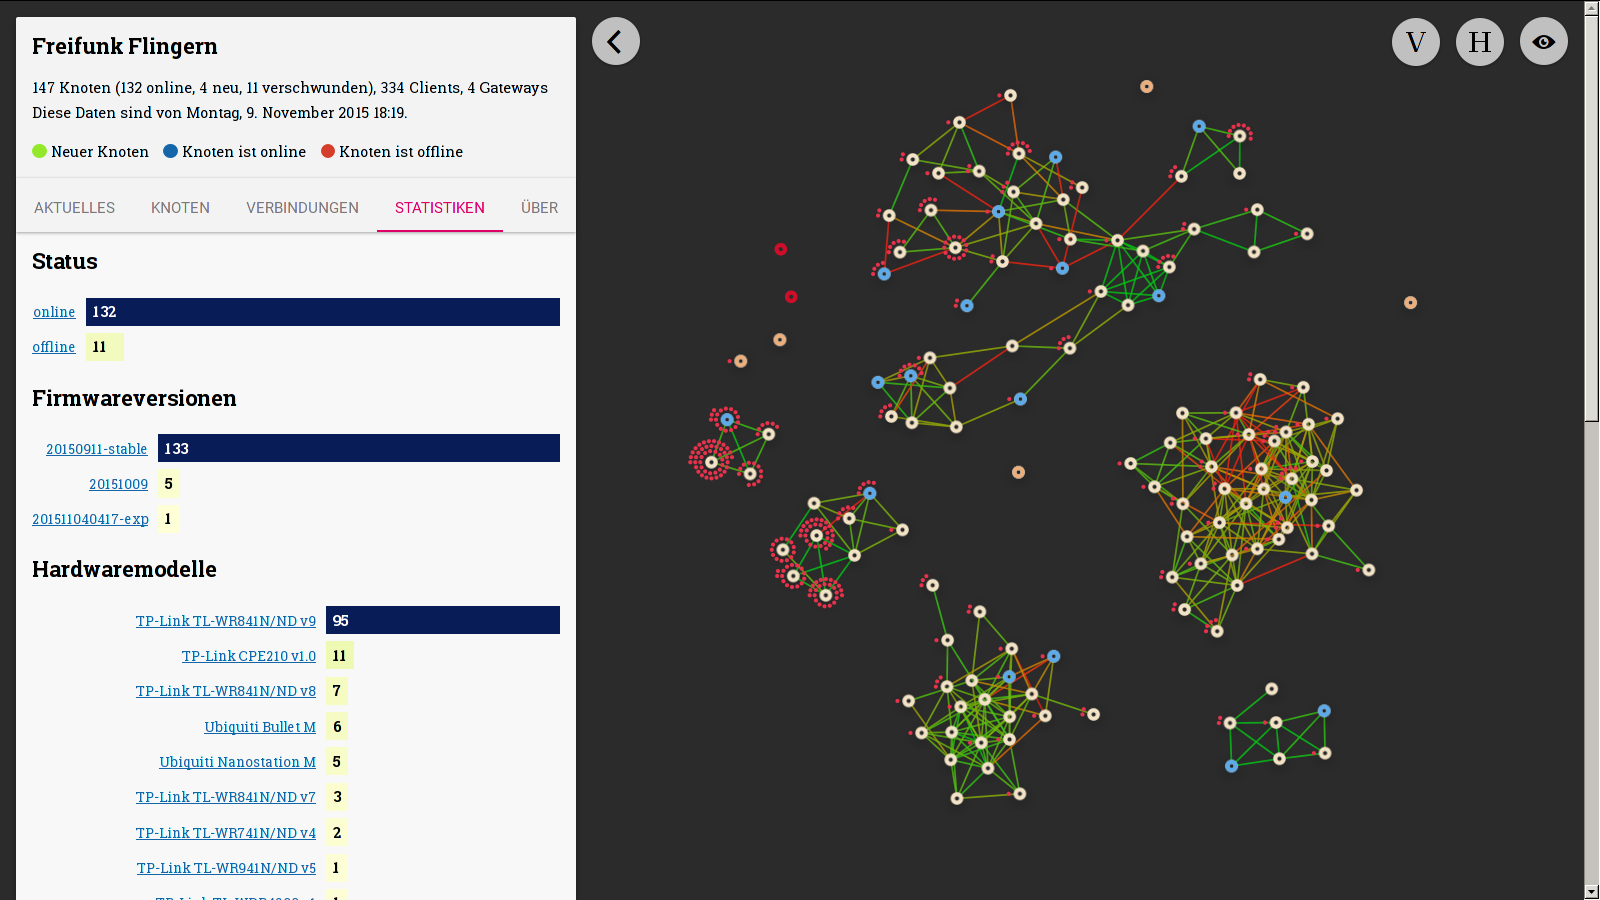 Freifunk Flingern
147 Knoten (132 online, 4 neu, 11 verschwunden), 334 Clients, 4 Gateways
Diese Daten sind von Montag, 9. November 2015 18:19.
Neuer Knoten Knoten ist online Knoten ist offline
AKTUELLES KNOTEN VERBINDUNGEN STATISTIKEN ÜBER
V H
Status
online 132
offline 11
Firmwareversionen
20150911-stable 133
20151009 5
201511040417-exp 1
Hardwaremodelle
TP-Link TL-WR841N/ND v9 95
TP-Link CPE210 v1.0 11
TP-Link TL-WR841N/ND v8 7
Ubiquiti Bullet M 6
Ubiquiti Nanostation M 5
TP-Link TL-WR841N/ND v7 3
TP-Link TL-WR741N/ND v4 2
TP-Link TL-WR941N/ND v5 1